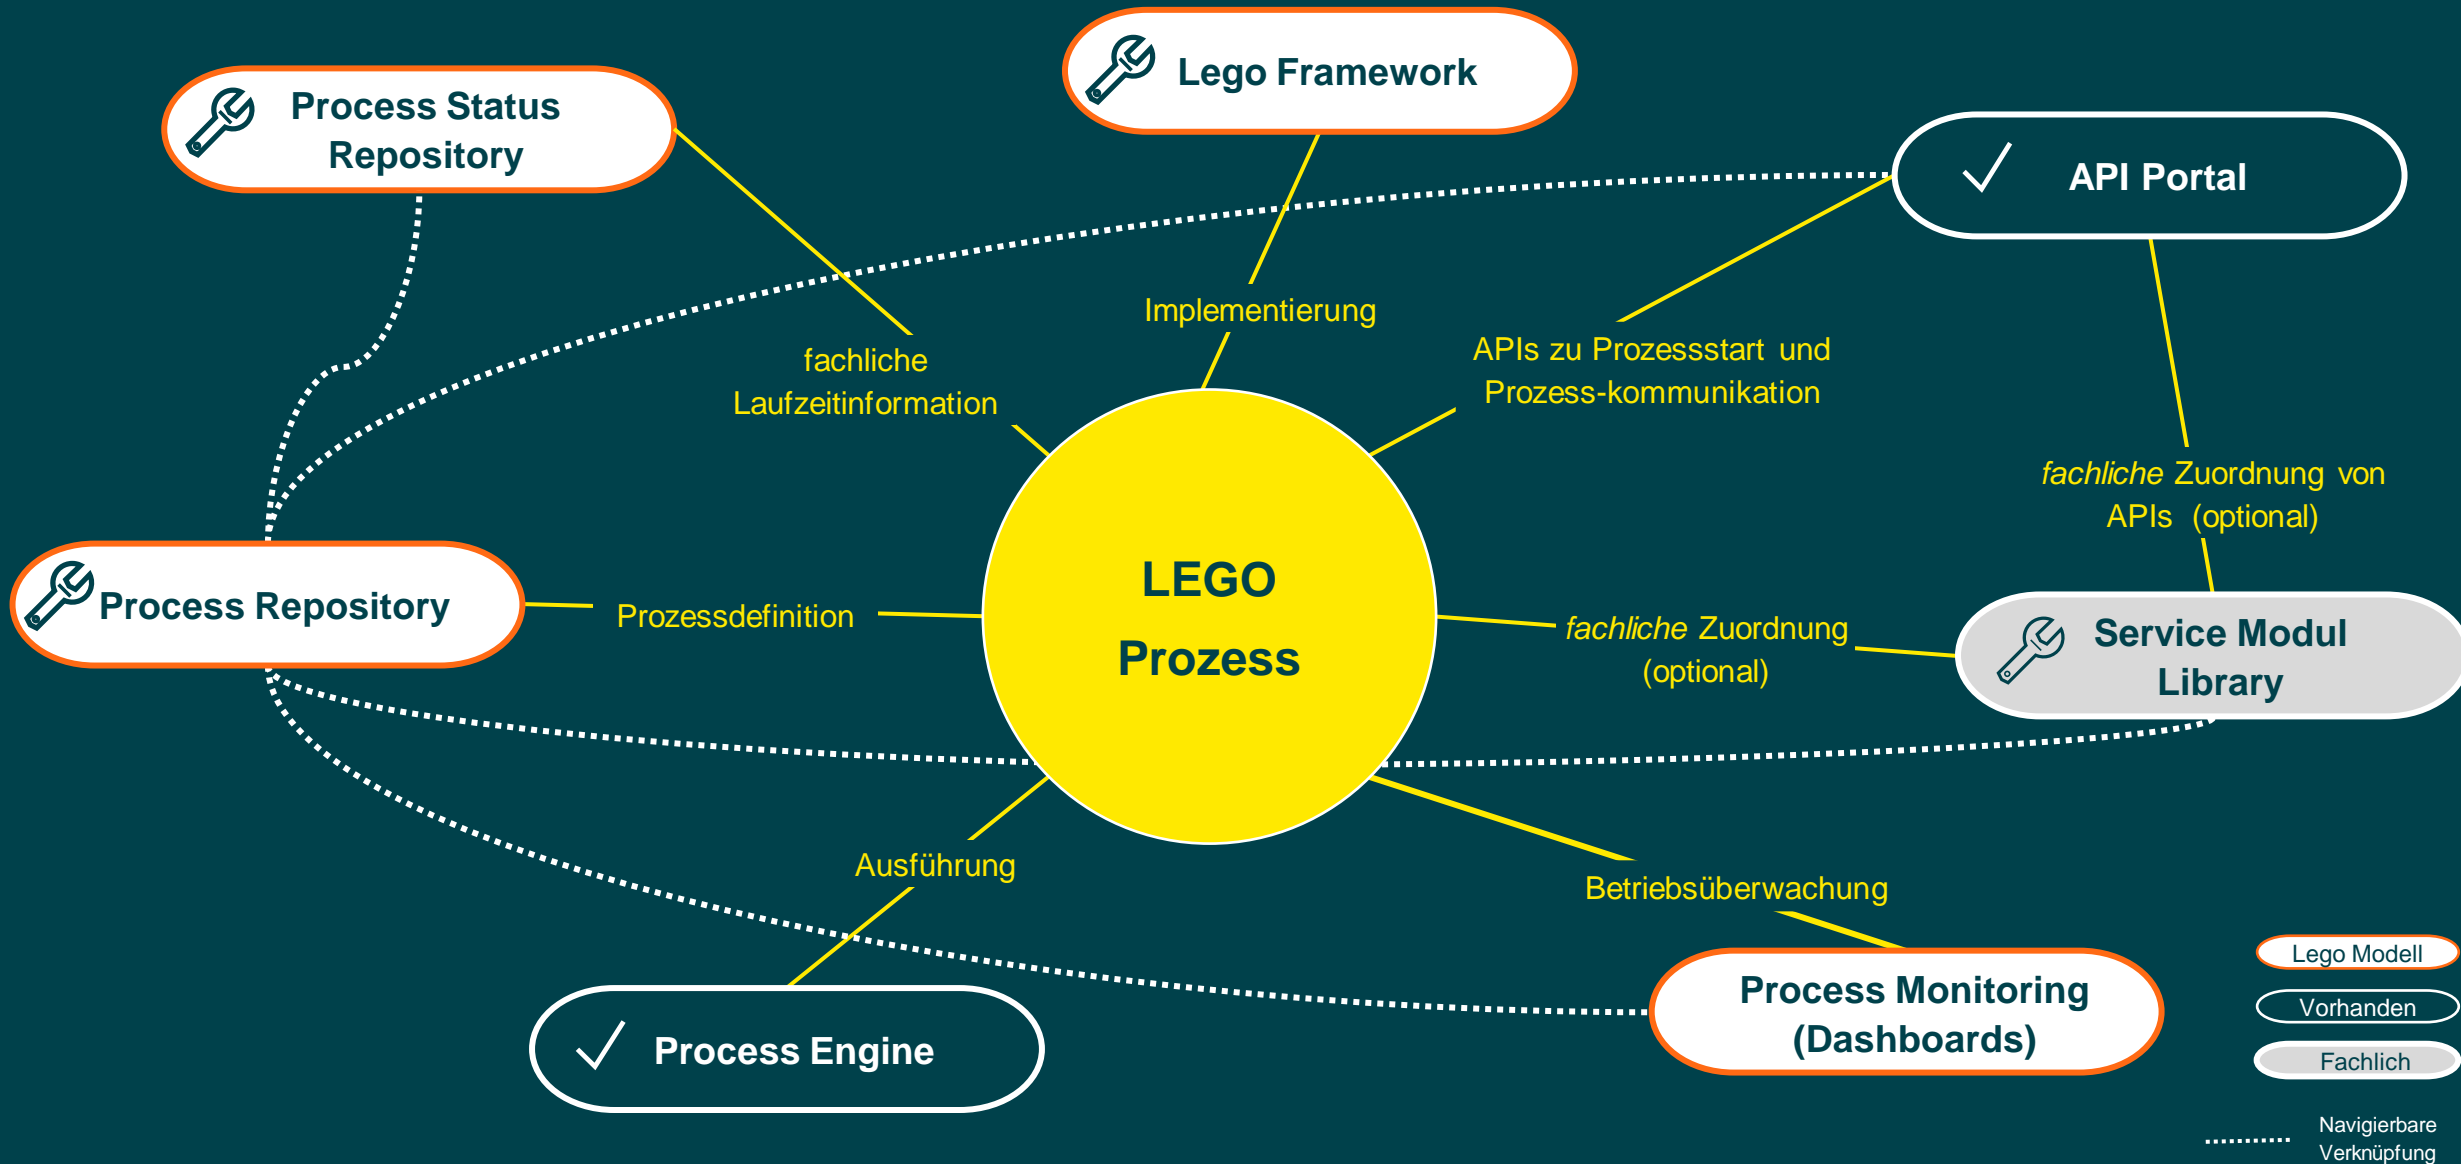 Lego Framework
Process Status
Repository
API Portal
Implementierung
fachliche
Laufzeitinformation
APIs zu Prozessstart und
Prozess-kommunikation
fachliche Zuordnung von
APIs (optional)
LEGO
Prozess
Process Repository
Prozessdefinition
fachliche Zuordnung
(optional)
Service Modul
Library
Ausführung
Betriebsüberwachung
Process Engine
Process Monitoring
(Dashboards)
Lego Modell
Vorhanden
Fachlich
Navigierbare
Verknüpfung